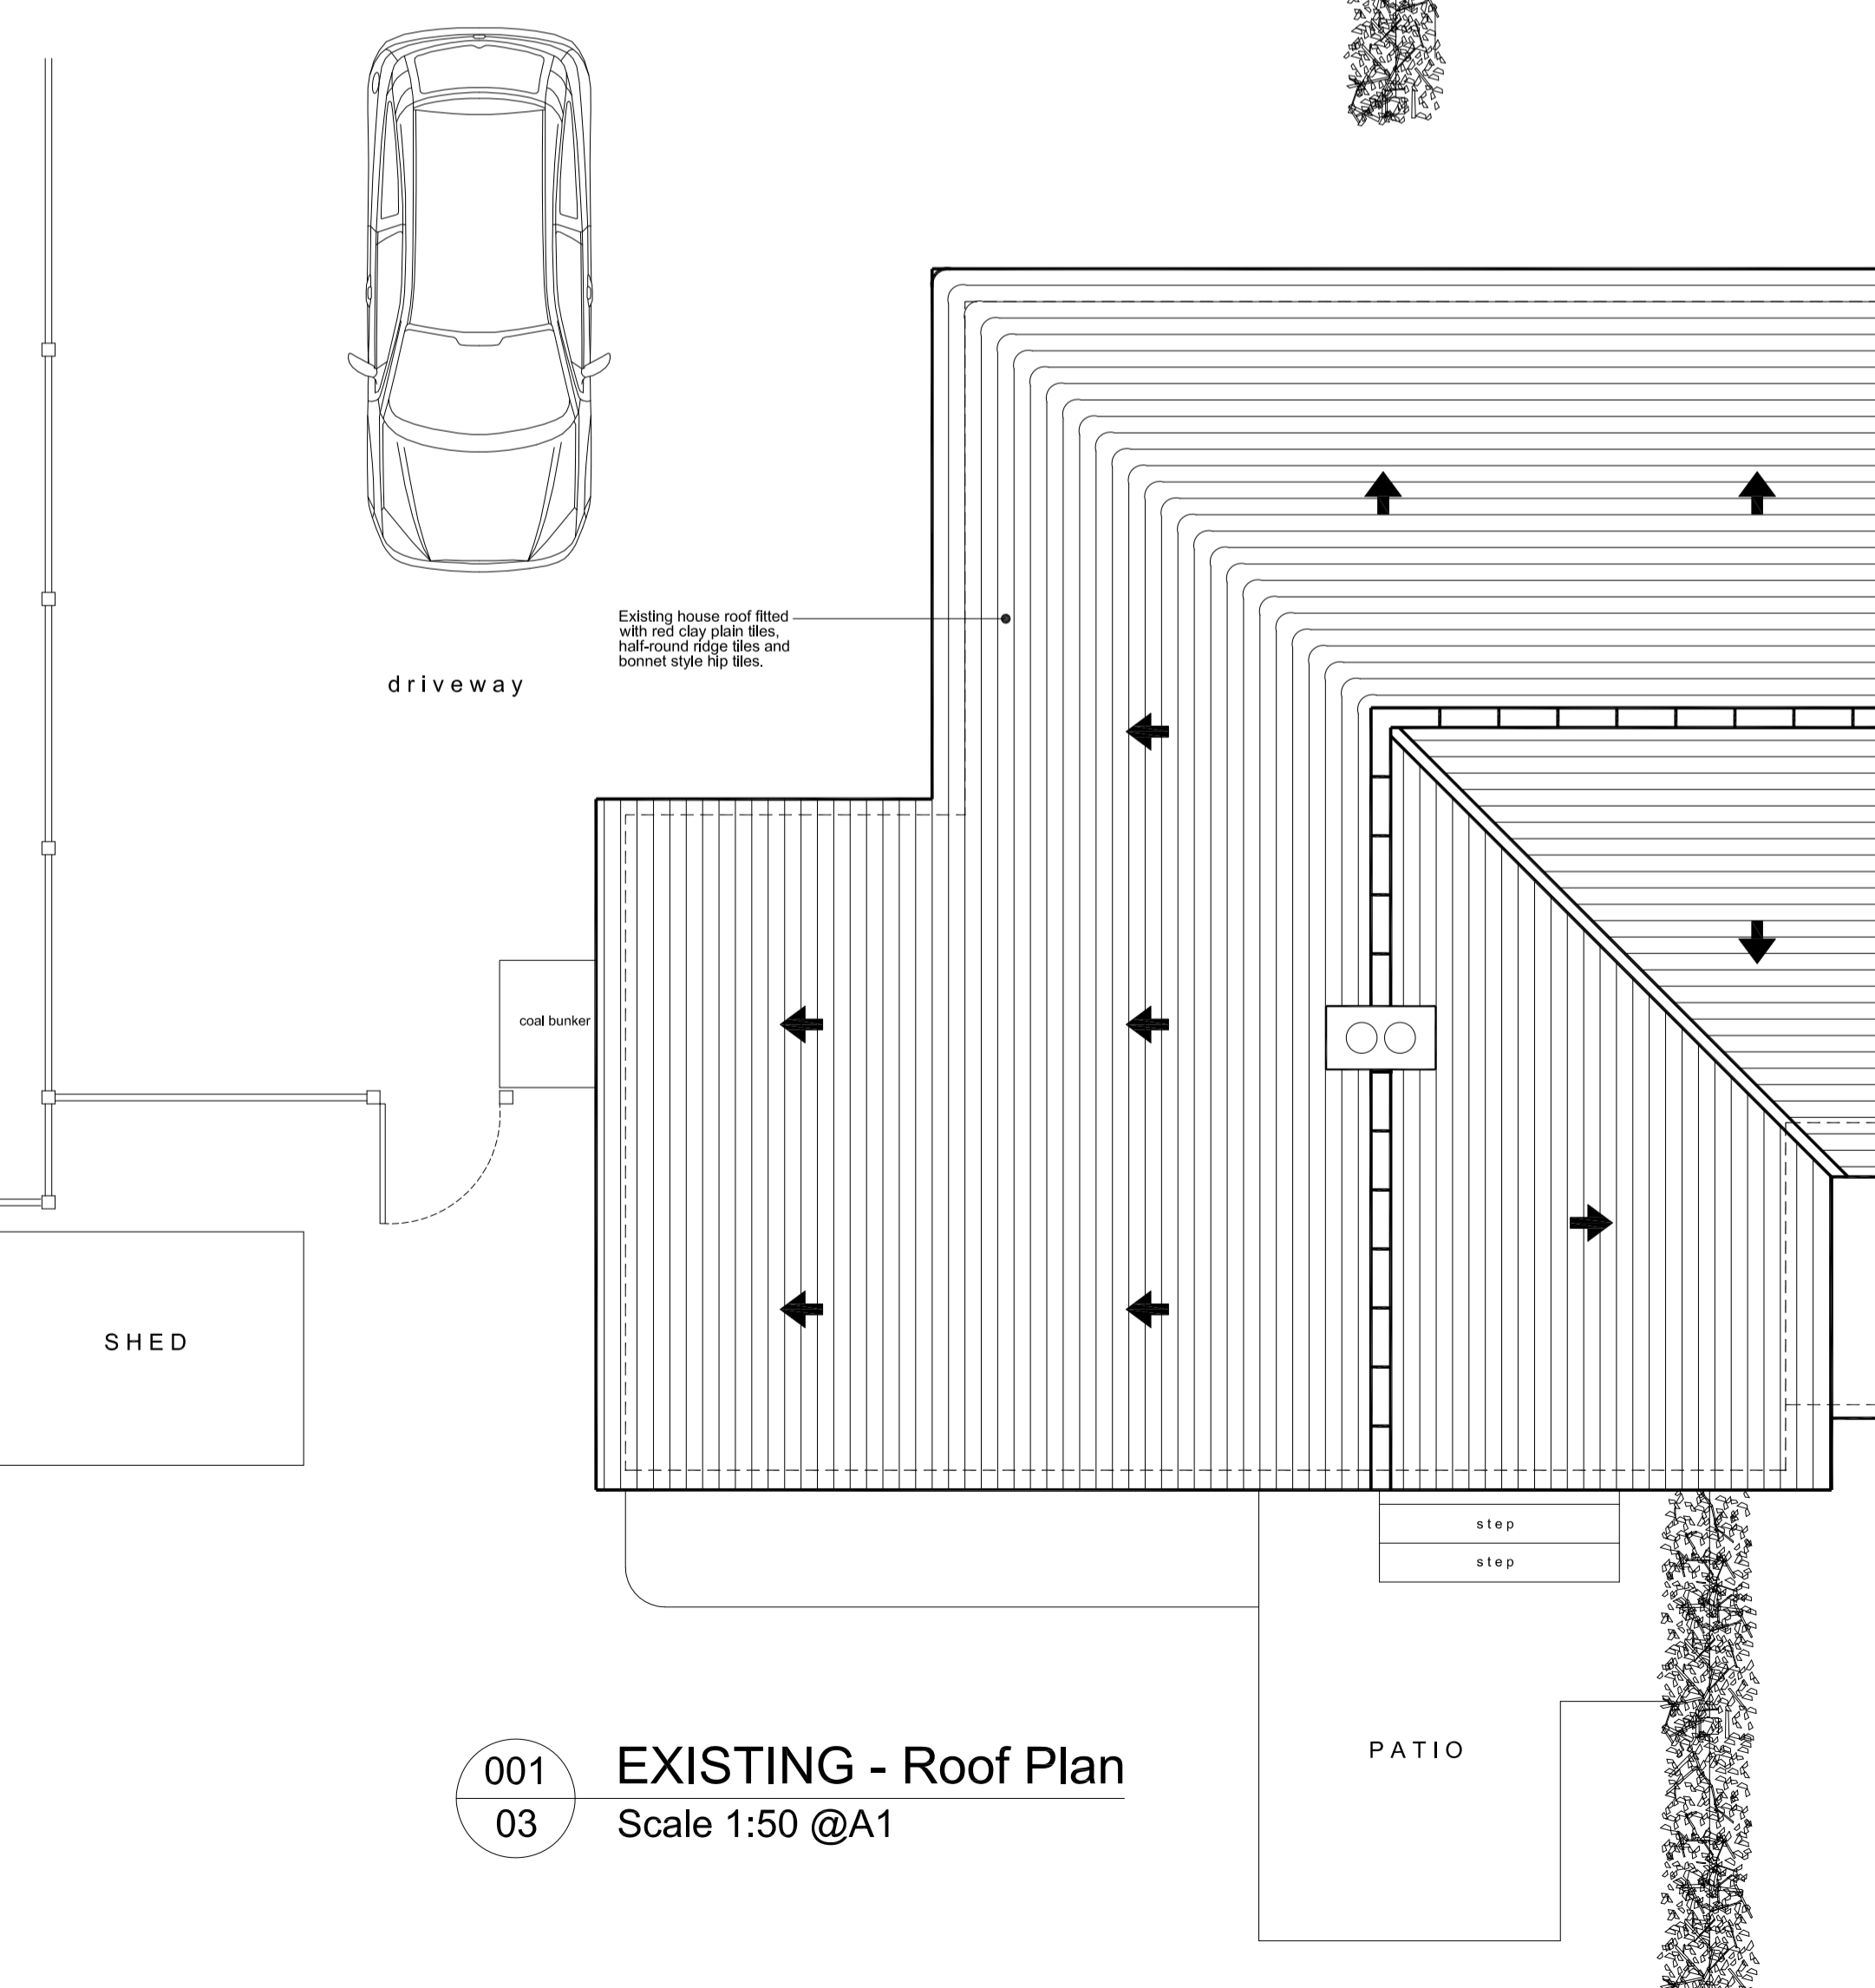 Existing house roof fitted
with red clay plain tiles,
half-round ridge tiles and
bonnet style hip tiles.
driveway
coal bunker
SHED
step
step
PATIO
001
03
EXISTING - Roof Plan
Scale 1:50 @A1